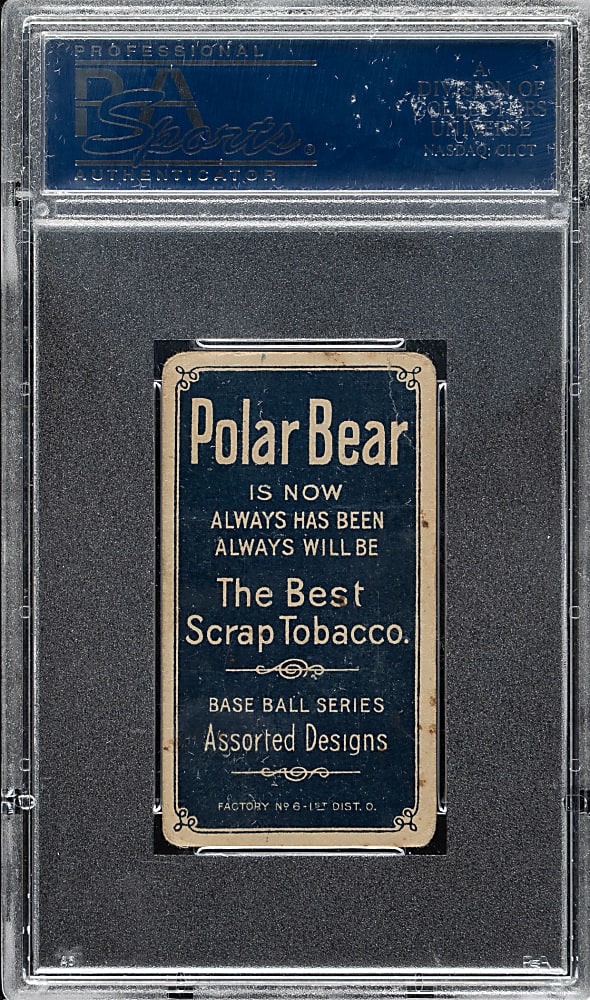 PROFESSIONAL
PSA
Sports
AUTHENTICATOR
A
DIVISION OF
COLLECTORS
UNIVERSE
NASDAQ: CLCT
Polar Bear
IS NOW
ALWAYS HAS BEEN
ALWAYS WILL BE
The Best
Scrap Tobacco.
BASE BALL SERIES
Assorted Designs
FACTORY Nº 6 - 1ST DIST. O.
PSA